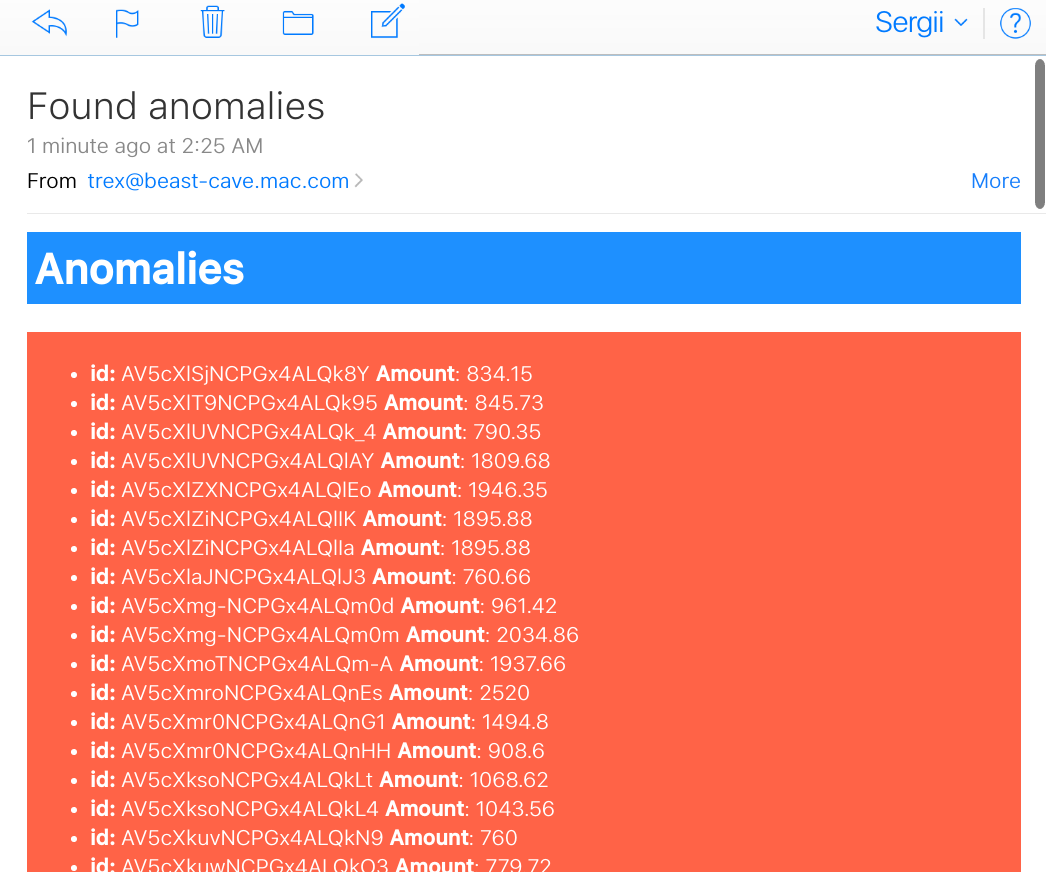 Sergii
?
Found anomalies
1 minute ago at 2:25 AM
From trex@beast-cave.mac.com
More
Anomalies
• id: AV5cXlSjNCPGx4ALQk8Y Amount: 834.15
• id: AV5cXlT9NCPGx4ALQk95 Amount: 845.73
• id: AV5cXlUVNCPGx4ALQk_4 Amount: 790.35
• id: AV5cXlUVNCPGx4ALQlAY Amount: 1809.68
• id: AV5cXlZXNCPGx4ALQlEo Amount: 1946.35
• id: AV5cXlZiNCPGx4ALQlIK Amount: 1895.88
• id: AV5cXlZiNCPGx4ALQlIa Amount: 1895.88
• id: AV5cXlaJNCPGx4ALQlJ3 Amount: 760.66
• id: AV5cXmg-NCPGx4ALQm0d Amount: 961.42
• id: AV5cXmg-NCPGx4ALQm0m Amount: 2034.86
• id: AV5cXmoTNCPGx4ALQm-A Amount: 1937.66
• id: AV5cXmroNCPGx4ALQnEs Amount: 2520
• id: AV5cXmr0NCPGx4ALQnG1 Amount: 1494.8
• id: AV5cXmr0NCPGx4ALQnHH Amount: 908.6
• id: AV5cXksoNCPGx4ALQkLt Amount: 1068.62
• id: AV5cXksoNCPGx4ALQkL4 Amount: 1043.56
• id: AV5cXkuvNCPGx4ALQkN9 Amount: 760
• id: AV5cXkuwNCPGx4ALQkO3 Amount: 779.72